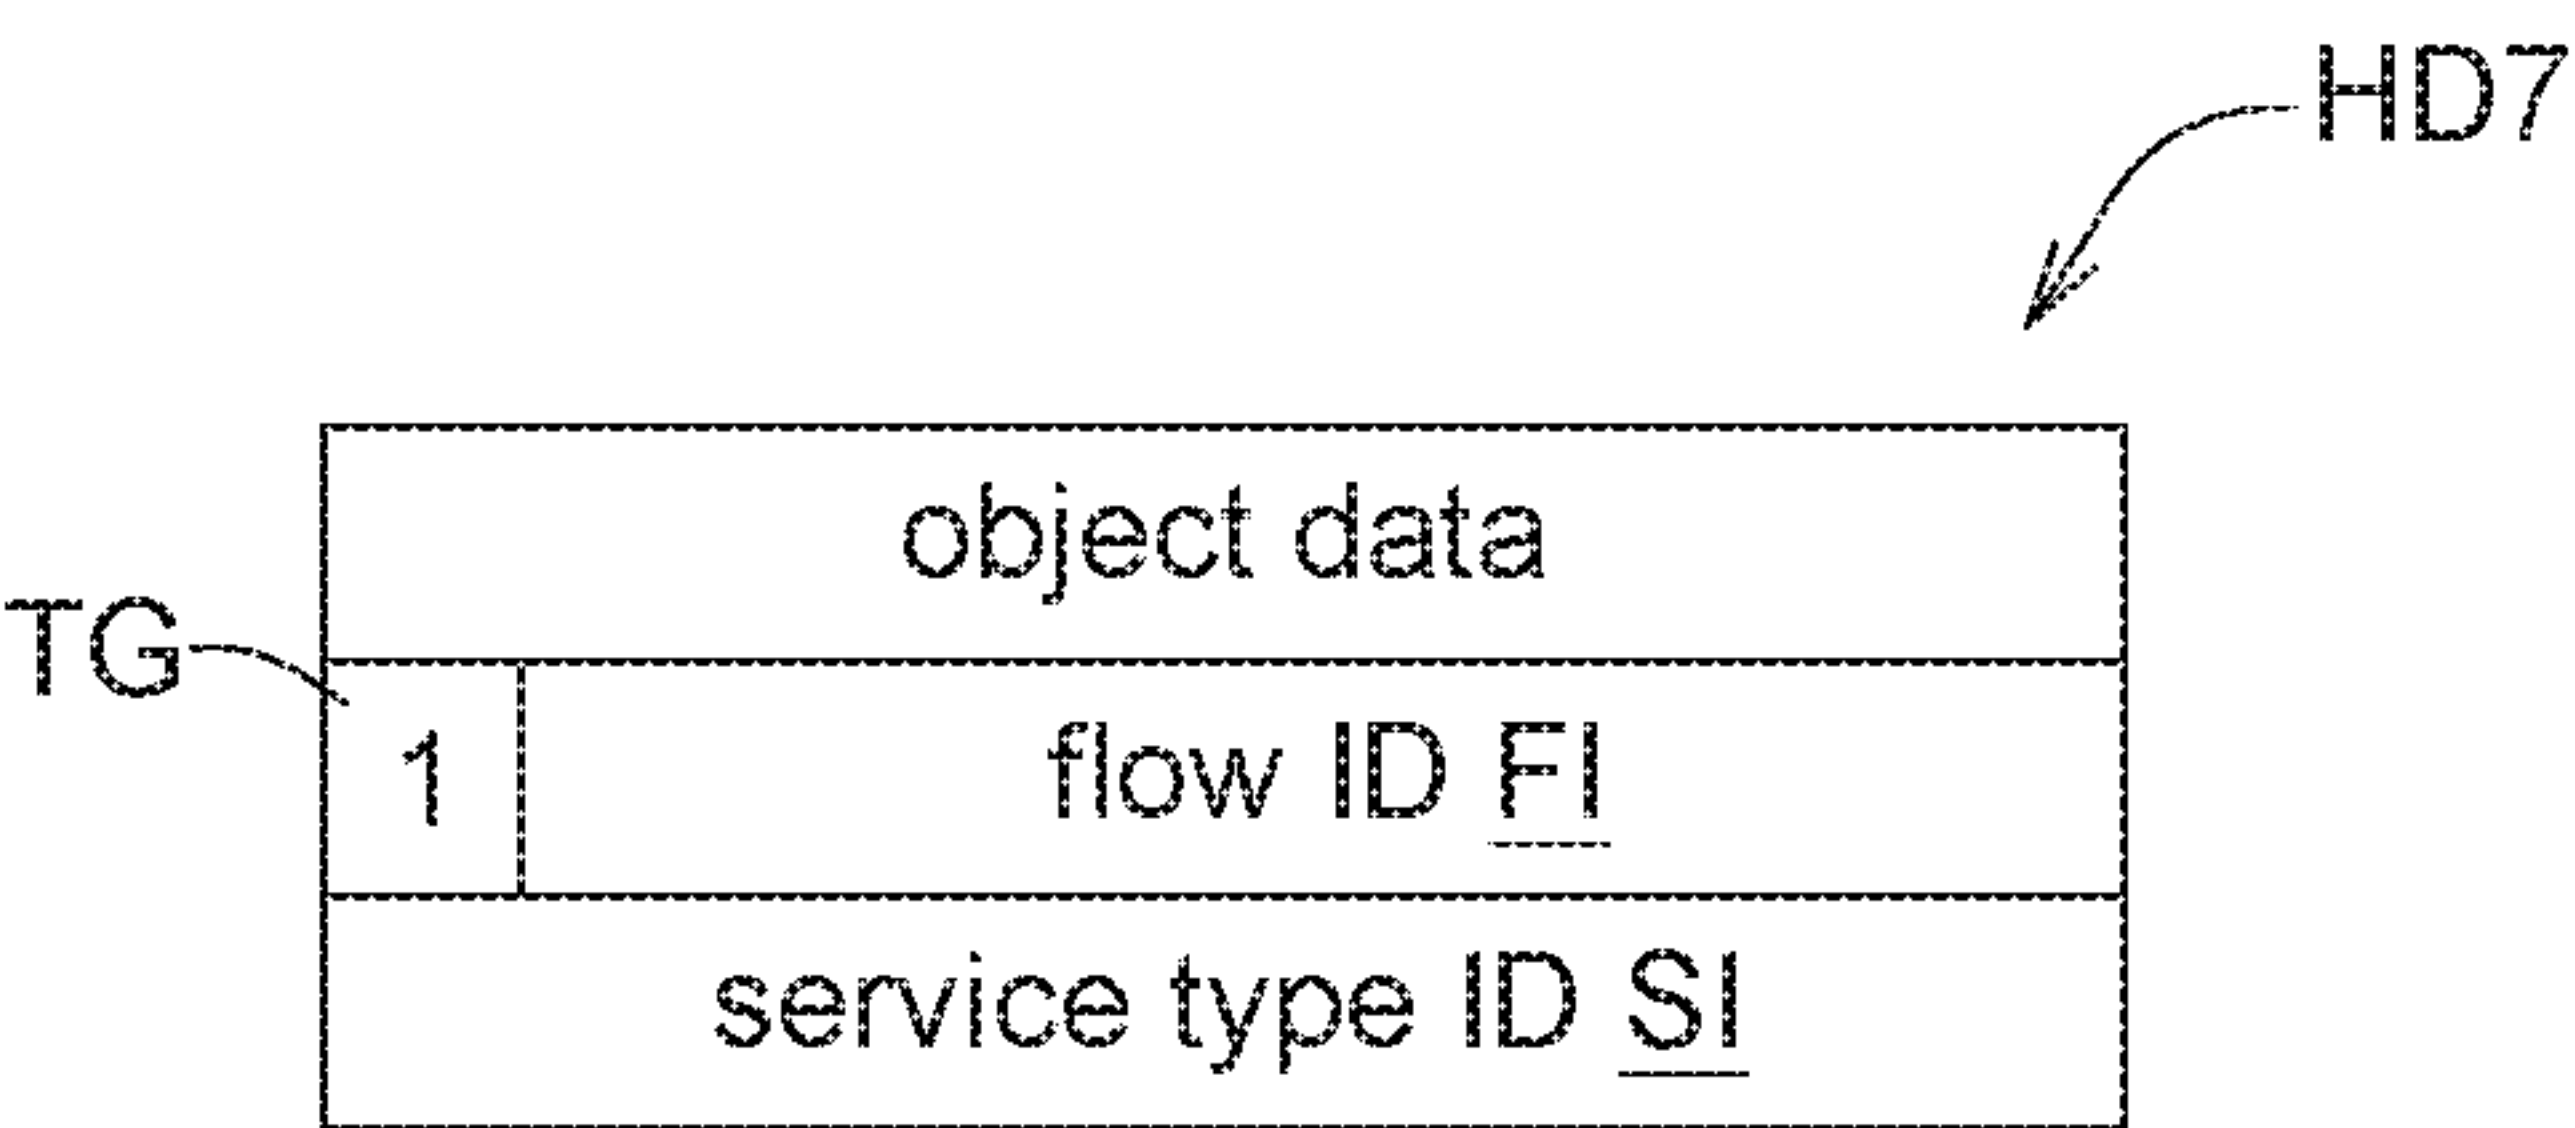 HD7
object data
TG
1 flow ID FI
service type ID SI